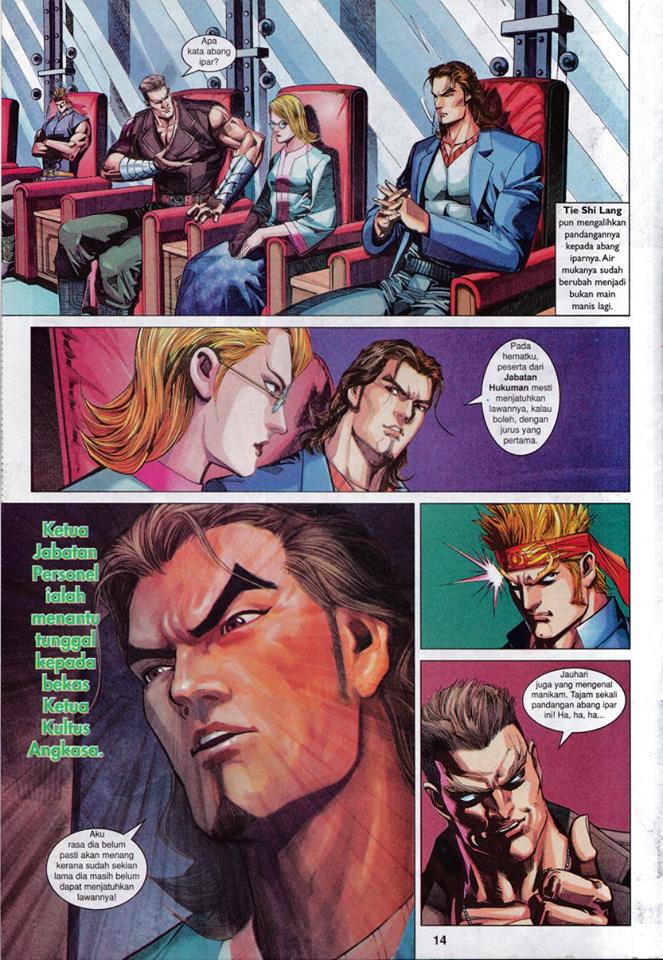 Apa
kata abang
ipar?
Tie Shi Lang
pun mengalihkan
pandangannya
kepada abang
iparnya. Air
mukanya sudah
berubah menjadi
bukan main
manis lagi.
Pada
hematku,
peserta dari
Jabatan
Hukuman mesti
menjatuhkan
lawannya, kalau
boleh, dengan
jurus yang
pertama.
Ketua
Jabatan
Personel
ialah
menantu
tunggal
kepada
bekas
Ketua
Kultus
Angkasa.
Aku
rasa dia belum
pasti akan menang
kerana sudah sekian
lama dia masih belum
dapat menjatuhkan
lawannya!
Jauhari
juga yang mengenal
manikam. Tajam sekali
pandangan abang ipar
ini! Ha, ha, ha...
14